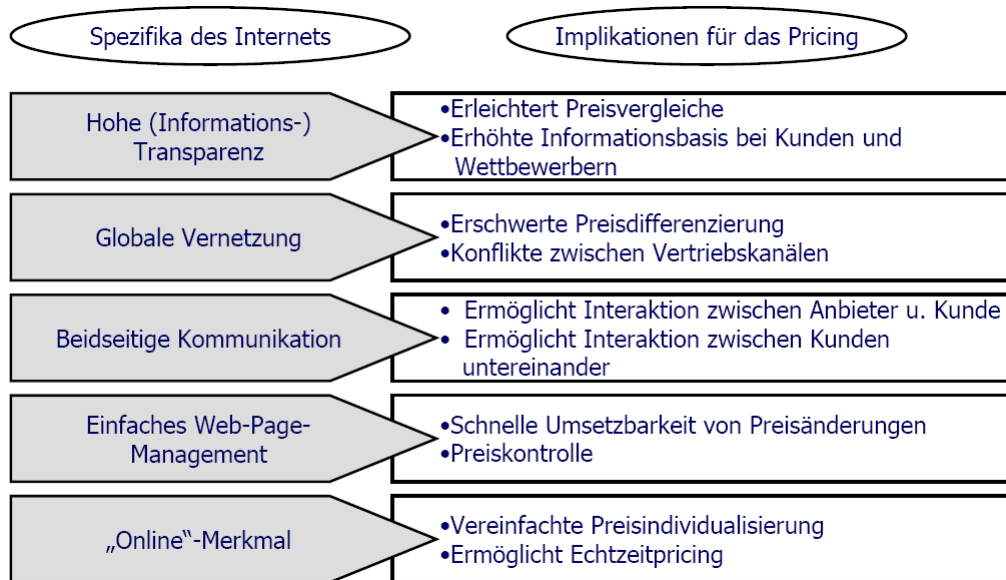 Spezifika des Internets
Implikationen für das Pricing
Hohe (Informations-)
Transparenz
•Erleichtert Preisvergleiche
•Erhöhte Informationsbasis bei Kunden und
Wettbewerbern
Globale Vernetzung
•Erschwerte Preisdifferenzierung
•Konflikte zwischen Vertriebskanälen
Beidseitige Kommunikation
• Ermöglicht Interaktion zwischen Anbieter u. Kunde
• Ermöglicht Interaktion zwischen Kunden
untereinander
Einfaches Web-Page-
Management
•Schnelle Umsetzbarkeit von Preisänderungen
•Preiskontrolle
„Online“-Merkmal
•Vereinfachte Preisindividualisierung
•Ermöglicht Echtzeitpricing